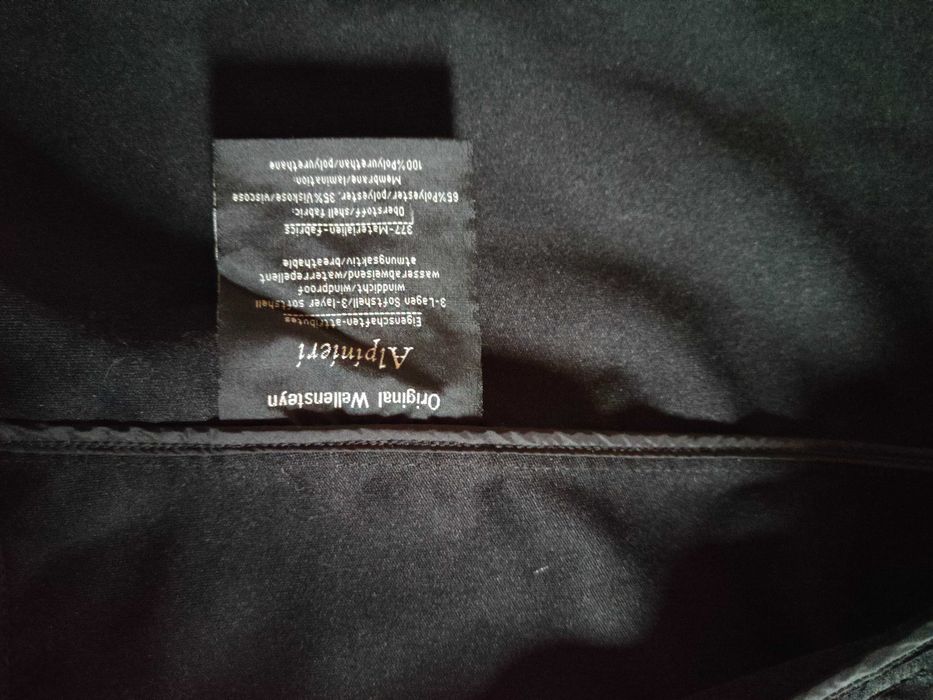 Original Wellensteyn
Alpinieri
Eigenschaften-attributes
3-Lagen Softshell/3-layer softshell
winddicht/windproof
wasserabweisend/waterrepellent
atmungsaktiv/breathable
377-Materialien-fabrics
Oberstoff/shell fabric:
65%Polyester/polyester, 35%Viskose/viscose
Membrane/lamination:
100%Polyurethan/polyurethane